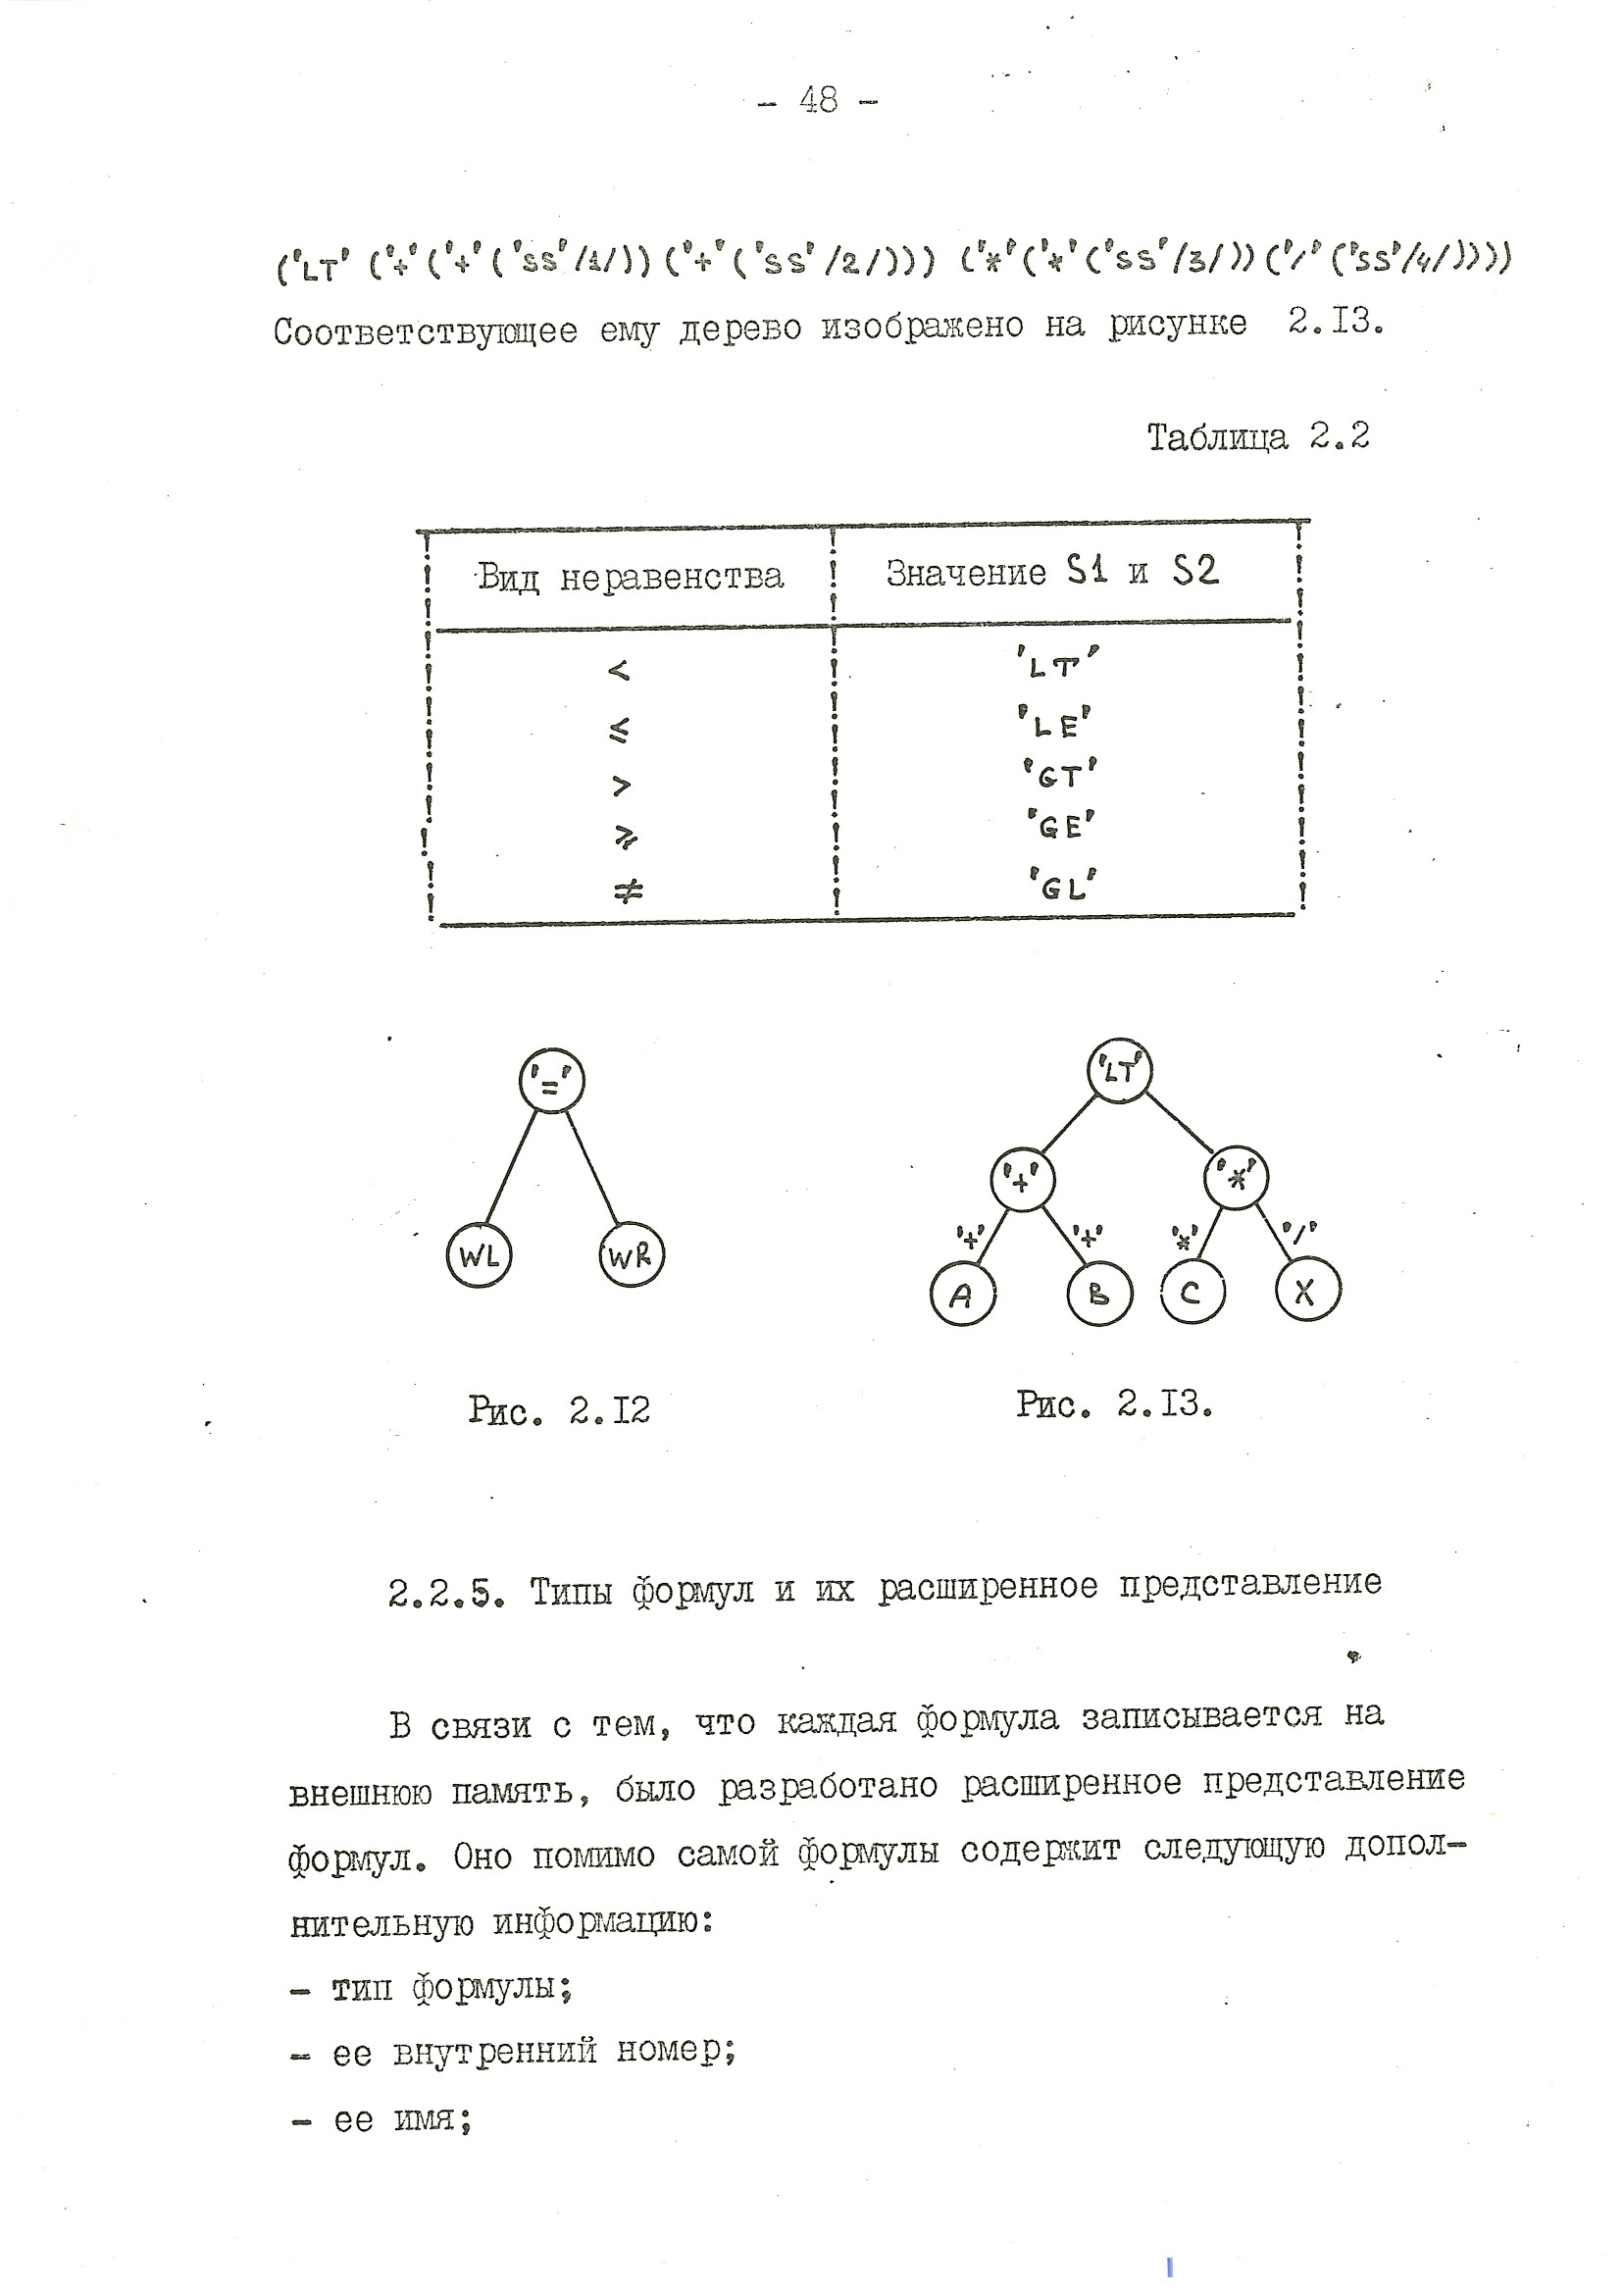 - 48 -
('LT' ('+'('+'('SS'/1/))('+'('SS'/2/))) ('*'('*'('SS'/3/))('/'('SS'/4/))))
Соответствующее ему дерево изображено на рисунке 2.I3.
Таблица 2.2
Вид неравенства ! Значение S1 и S2
< 'LT'
≤ 'LE'
> 'GT'
⩾ 'GE'
≠ 'GL'
'=' 'LT'
'+' '*'
'+' '+' '*' '/'
WL WR A B C X
Рис. 2.I2 Рис. 2.I3.
2.2.5. Типы формул и их расширенное представление
В связи с тем, что каждая формула записывается на
внешнюю память, было разработано расширенное представление
формул. Оно помимо самой формулы содержит следующую допол-
нительную информацию:
- тип формулы;
- ее внутренний номер;
- ее имя;